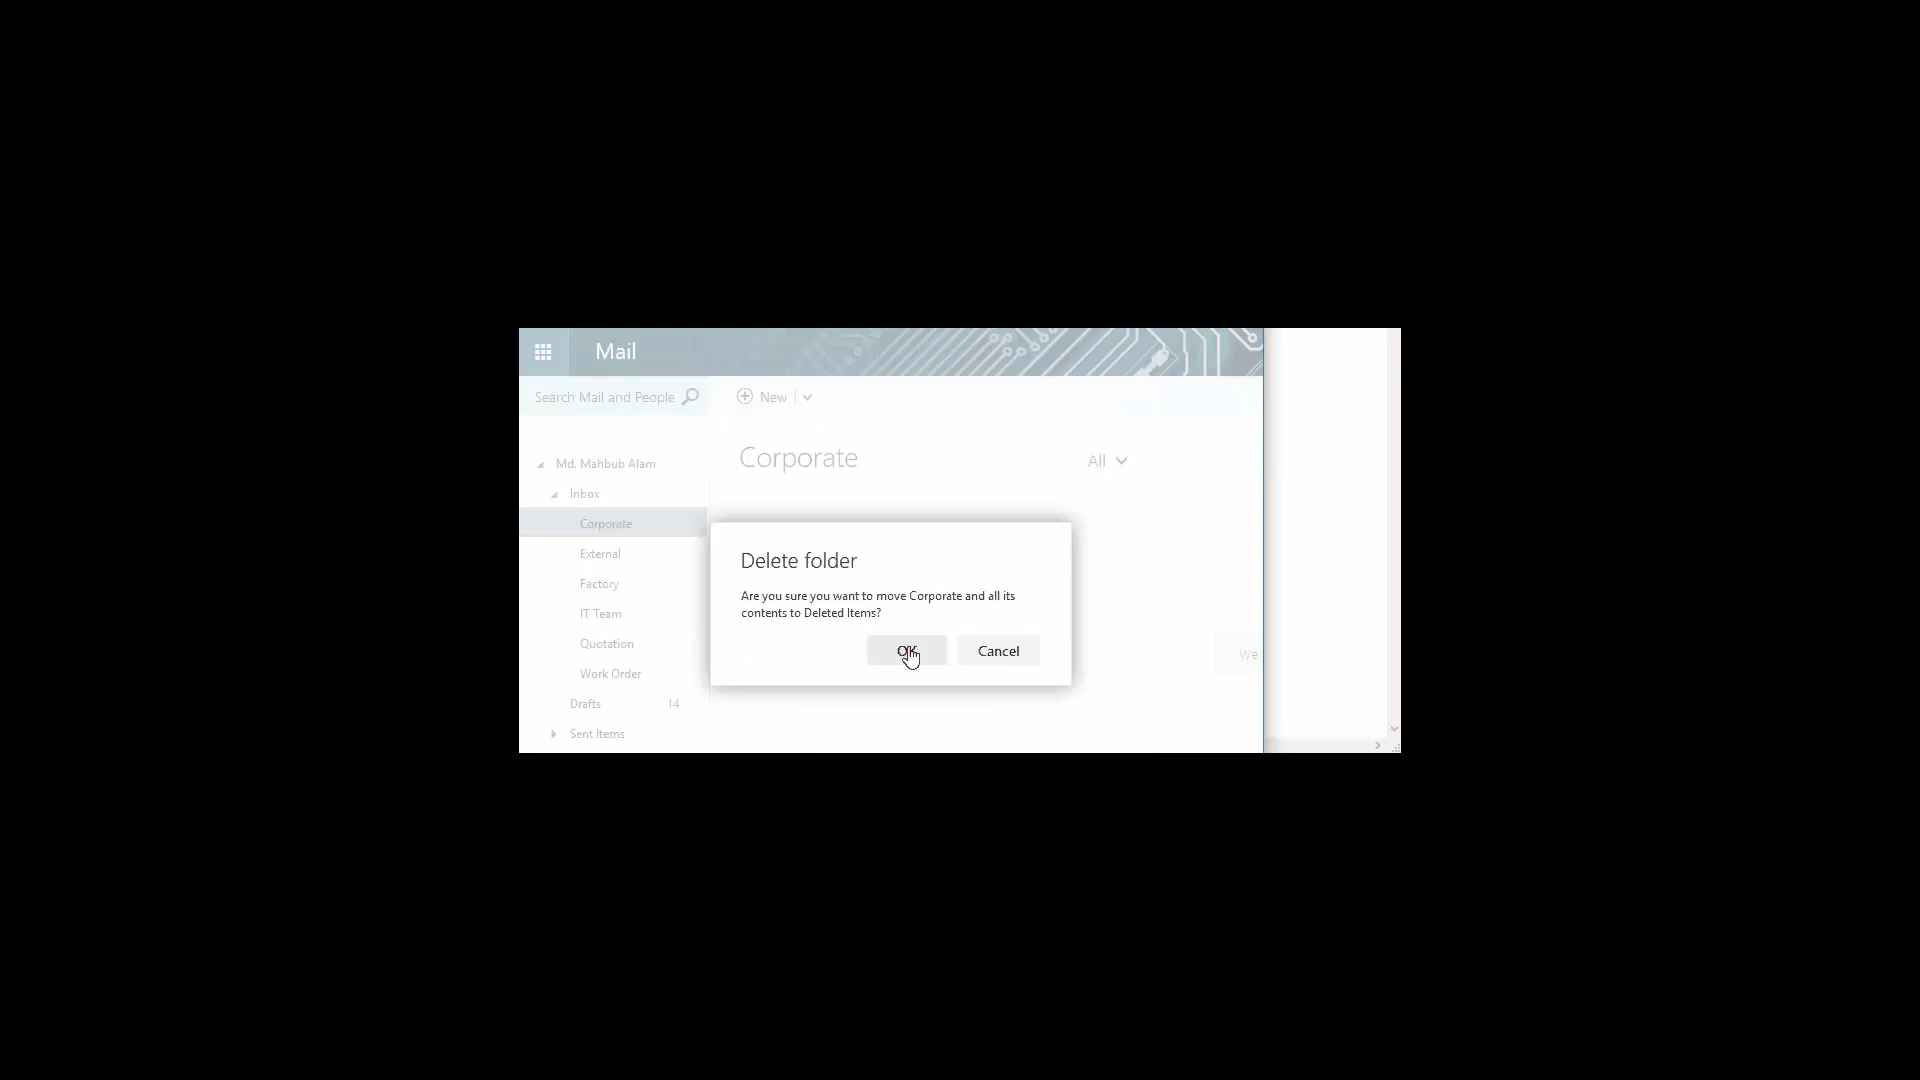 Mail
Search Mail and People
New
Corporate
All
Md. Mahbub Alam
Inbox
Corporate
External
Factory
IT Team
Quotation
Work Order
Drafts 14
Sent Items
Delete folder
Are you sure you want to move Corporate and all its
contents to Deleted Items?
OK
Cancel
We